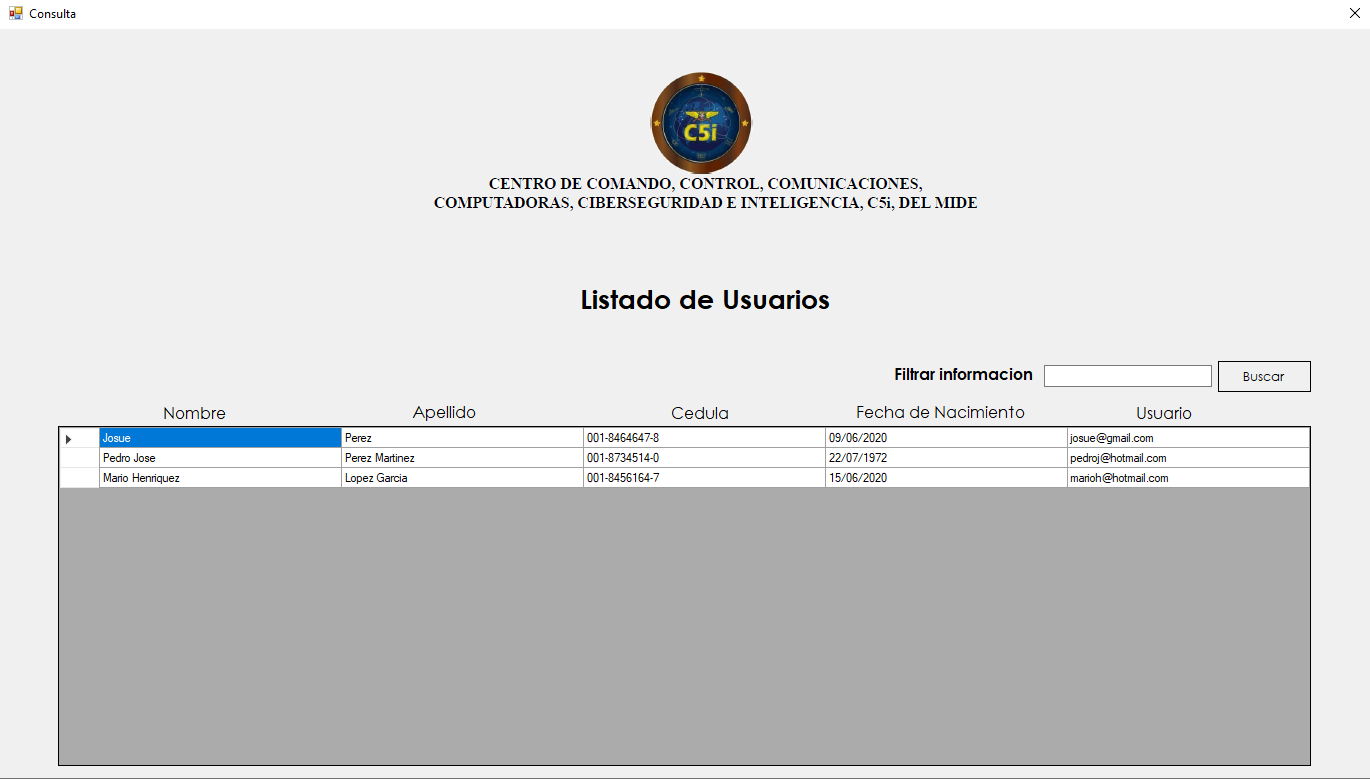 Consulta
C5i
CENTRO DE COMANDO, CONTROL, COMUNICACIONES,
COMPUTADORAS, CIBERSEGURIDAD E INTELIGENCIA, C5i, DEL MIDE
Listado de Usuarios
Filtrar informacion Buscar
Nombre Apellido Cedula Fecha de Nacimiento Usuario
Josue Perez 001-8464647-8 09/06/2020 josue@gmail.com
Pedro Jose Perez Martinez 001-8734514-0 22/07/1972 pedroj@hotmail.com
Mario Henriquez Lopez Garcia 001-8456164-7 15/06/2020 marioh@hotmail.com